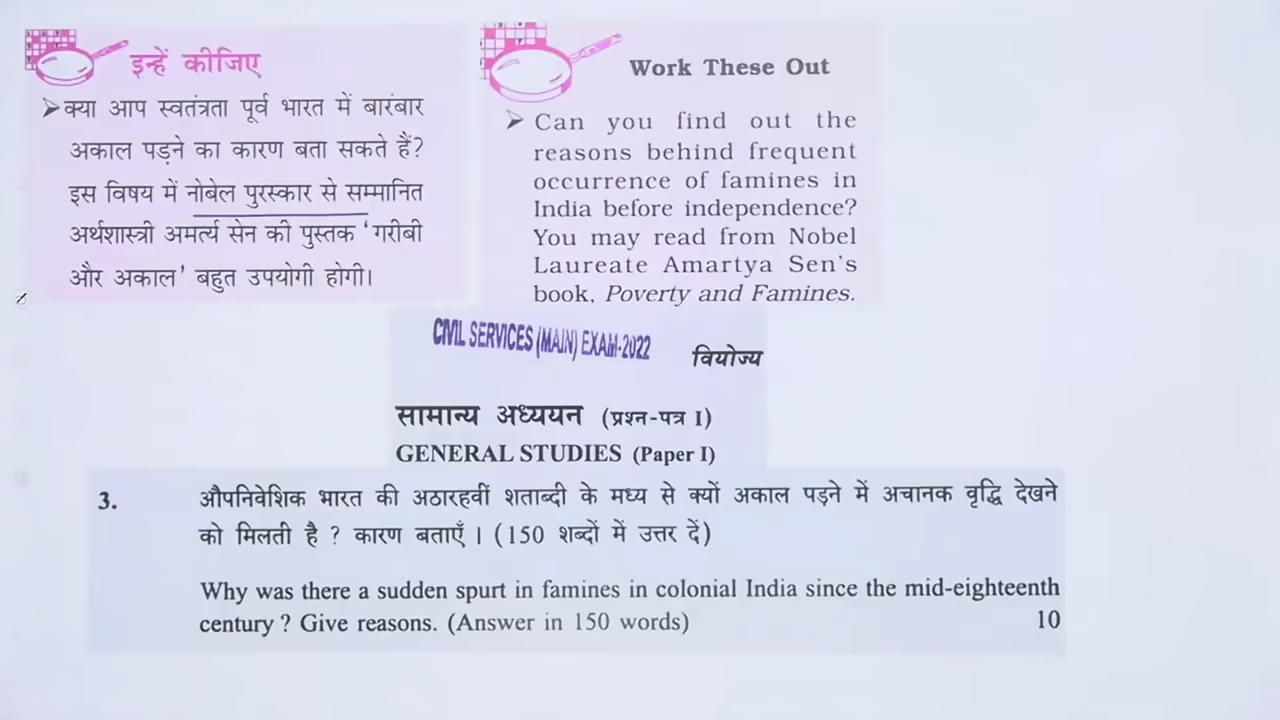 इन्हें कीजिए
➢क्या आप स्वतंत्रता पूर्व भारत में बारंबार
अकाल पड़ने का कारण बता सकते हैं?
इस विषय में नोबेल पुरस्कार से सम्मानित
अर्थशास्त्री अमर्त्य सेन की पुस्तक ‘गरीबी
और अकाल’ बहुत उपयोगी होगी।
Work These Out
➢ Can you find out the
reasons behind frequent
occurrence of famines in
India before independence?
You may read from Nobel
Laureate Amartya Sen's
book, Poverty and Famines.
CIVIL SERVICES (MAIN) EXAM-2022
वियोज्य
सामान्य अध्ययन (प्रश्न-पत्र I)
GENERAL STUDIES (Paper I)
3. औपनिवेशिक भारत की अठारहवीं शताब्दी के मध्य से क्यों अकाल पड़ने में अचानक वृद्धि देखने
को मिलती है ? कारण बताएँ । (150 शब्दों में उत्तर दें)
Why was there a sudden spurt in famines in colonial India since the mid-eighteenth
century ? Give reasons. (Answer in 150 words) 10